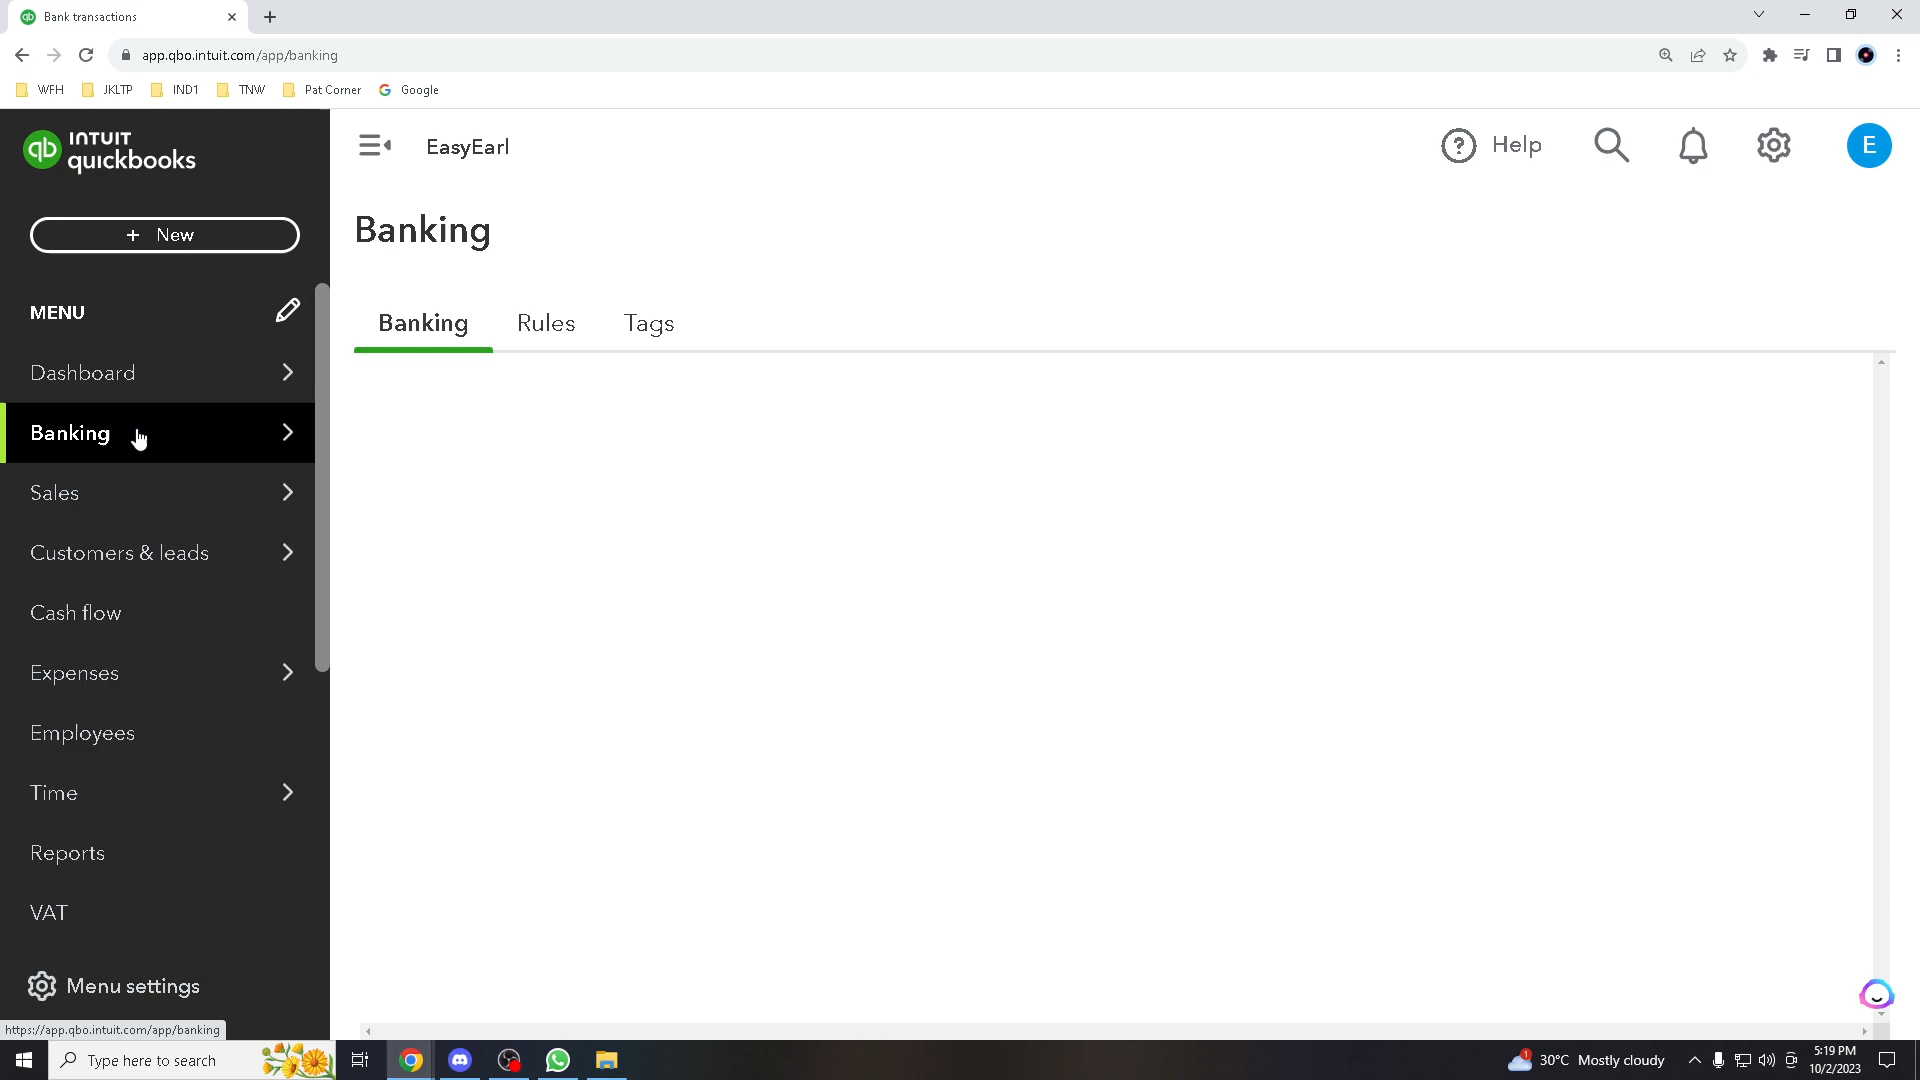 Bank transactions
app.qbo.intuit.com/app/banking
WFH JKLTP IND1 TNW Pat Corner Google
INTUIT
quickbooks
EasyEarl
Help
E
+ New
Banking
MENU
Banking Rules Tags
Dashboard
Banking
Sales
Customers & leads
Cash flow
Expenses
Employees
Time
Reports
VAT
Menu settings
https://app.qbo.intuit.com/app/banking
Type here to search
1
30°C Mostly cloudy
5:19 PM
10/2/2023